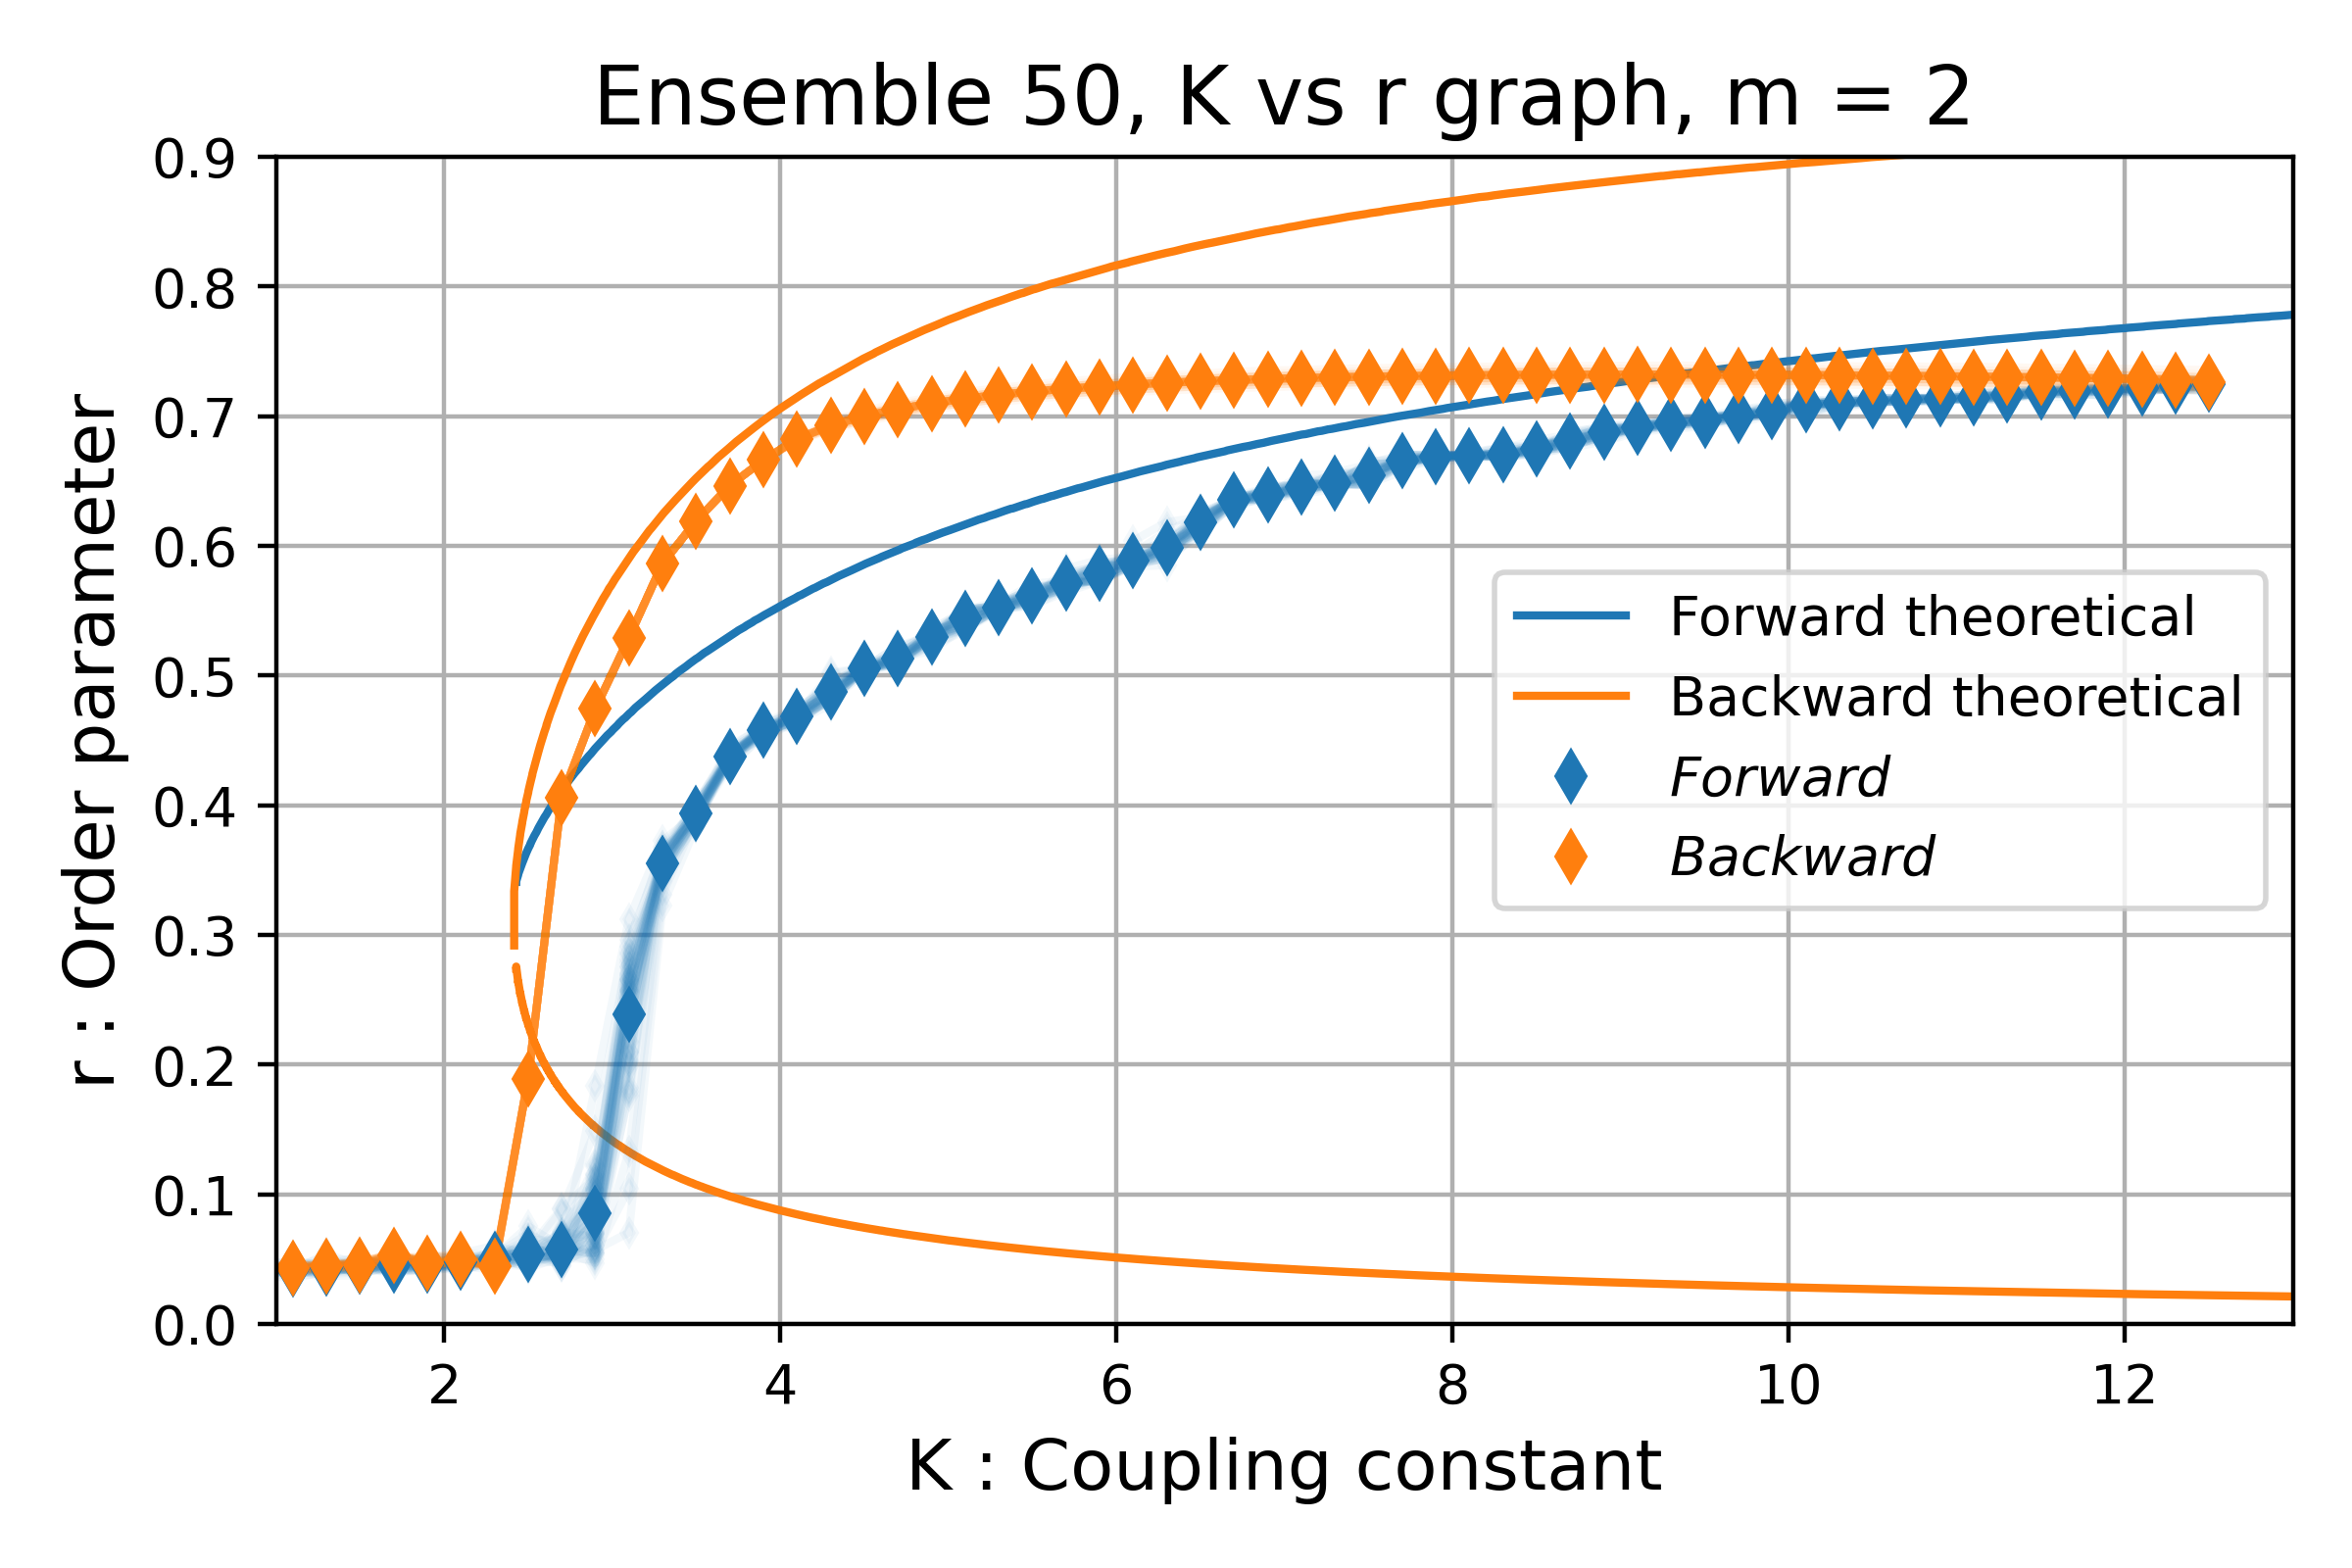 Ensemble 50, K vs r graph, m = 2
0.9
0.8
0.7
0.6
0.5
0.4
0.3
0.2
0.1
0.0
r : Order parameter
Forward theoretical
Backward theoretical
Forward
Backward
2 4 6 8 10 12
K : Coupling constant